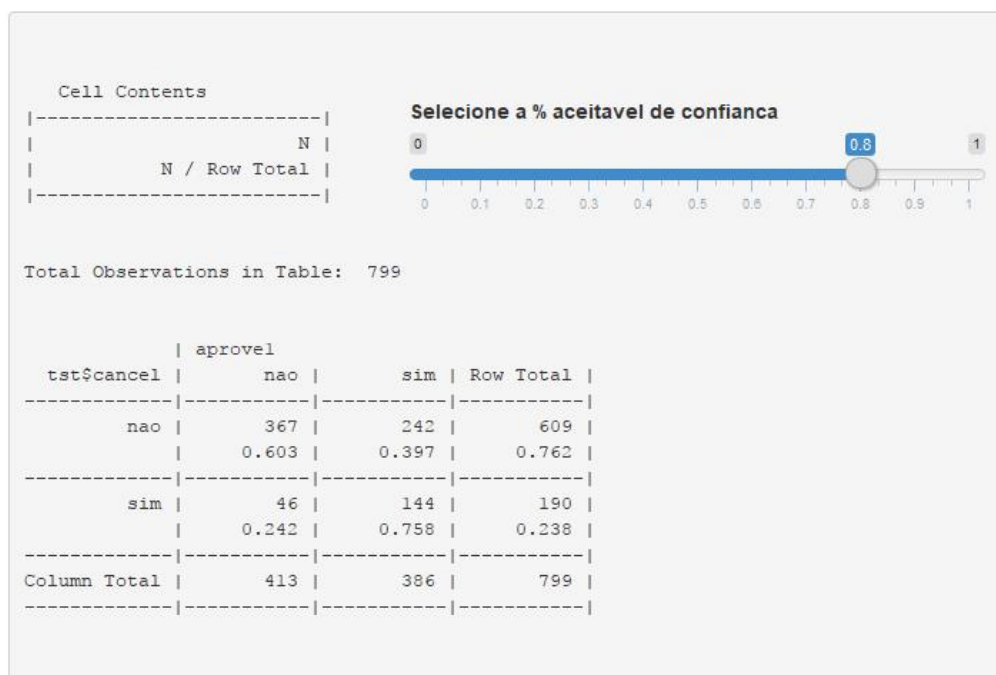 Cell Contents
|-------------------------|
|                       N |
|           N / Row Total |
|-------------------------|
Selecione a % aceitavel de confianca
0 0.8 1
0 0.1 0.2 0.3 0.4 0.5 0.6 0.7 0.8 0.9 1
Total Observations in Table:  799
             | aprovel
  tst$cancel |       nao |       sim | Row Total |
-------------|-----------|-----------|-----------|
         nao |       367 |       242 |       609 |
             |     0.603 |     0.397 |     0.762 |
-------------|-----------|-----------|-----------|
         sim |        46 |       144 |       190 |
             |     0.242 |     0.758 |     0.238 |
-------------|-----------|-----------|-----------|
Column Total |       413 |       386 |       799 |
-------------|-----------|-----------|-----------|